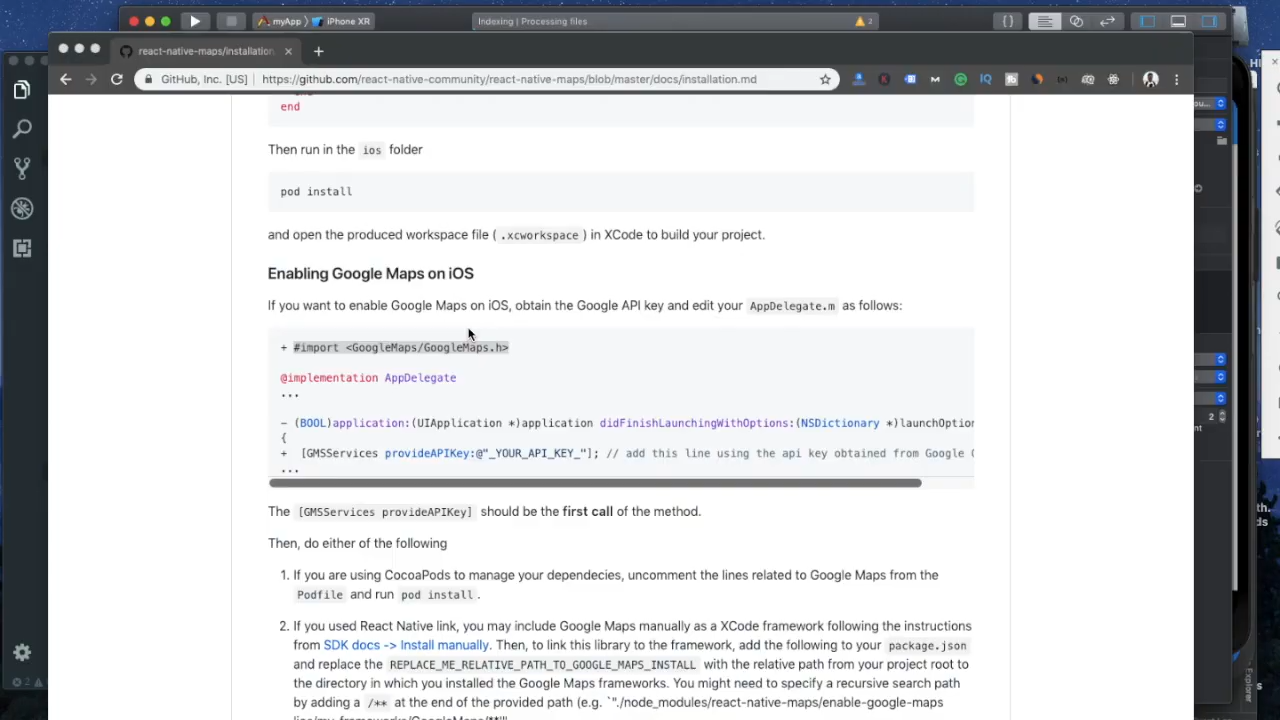 myApp
iPhone XR
Indexing | Processing files
2
react-native-maps/installation.
GitHub, Inc. [US]
https://github.com/react-native-community/react-native-maps/blob/master/docs/installation.md
end
Then run in the ios folder
pod install
and open the produced workspace file ( .xcworkspace ) in XCode to build your project.
Enabling Google Maps on iOS
If you want to enable Google Maps on iOS, obtain the Google API key and edit your AppDelegate.m as follows:
+ #import <GoogleMaps/GoogleMaps.h>
@implementation AppDelegate
...
– (BOOL)application:(UIApplication *)application didFinishLaunchingWithOptions:(NSDictionary *)launchOption
{
+ [GMSServices provideAPIKey:@"_YOUR_API_KEY_"]; // add this line using the api key obtained from Google
...
The [GMSServices provideAPIKey] should be the first call of the method.
Then, do either of the following
1. If you are using CocoaPods to manage your dependecies, uncomment the lines related to Google Maps from the
Podfile and run pod install .
2. If you used React Native link, you may include Google Maps manually as a XCode framework following the instructions
from SDK docs -> Install manually. Then, to link this library to the framework, add the following to your package.json
and replace the REPLACE_ME_RELATIVE_PATH_TO_GOOGLE_MAPS_INSTALL with the relative path from your project root to
the directory in which you installed the Google Maps frameworks. You might need to specify a recursive search path
by adding a /** at the end of the provided path (e.g. `"./node_modules/react-native-maps/enable-google-maps
2